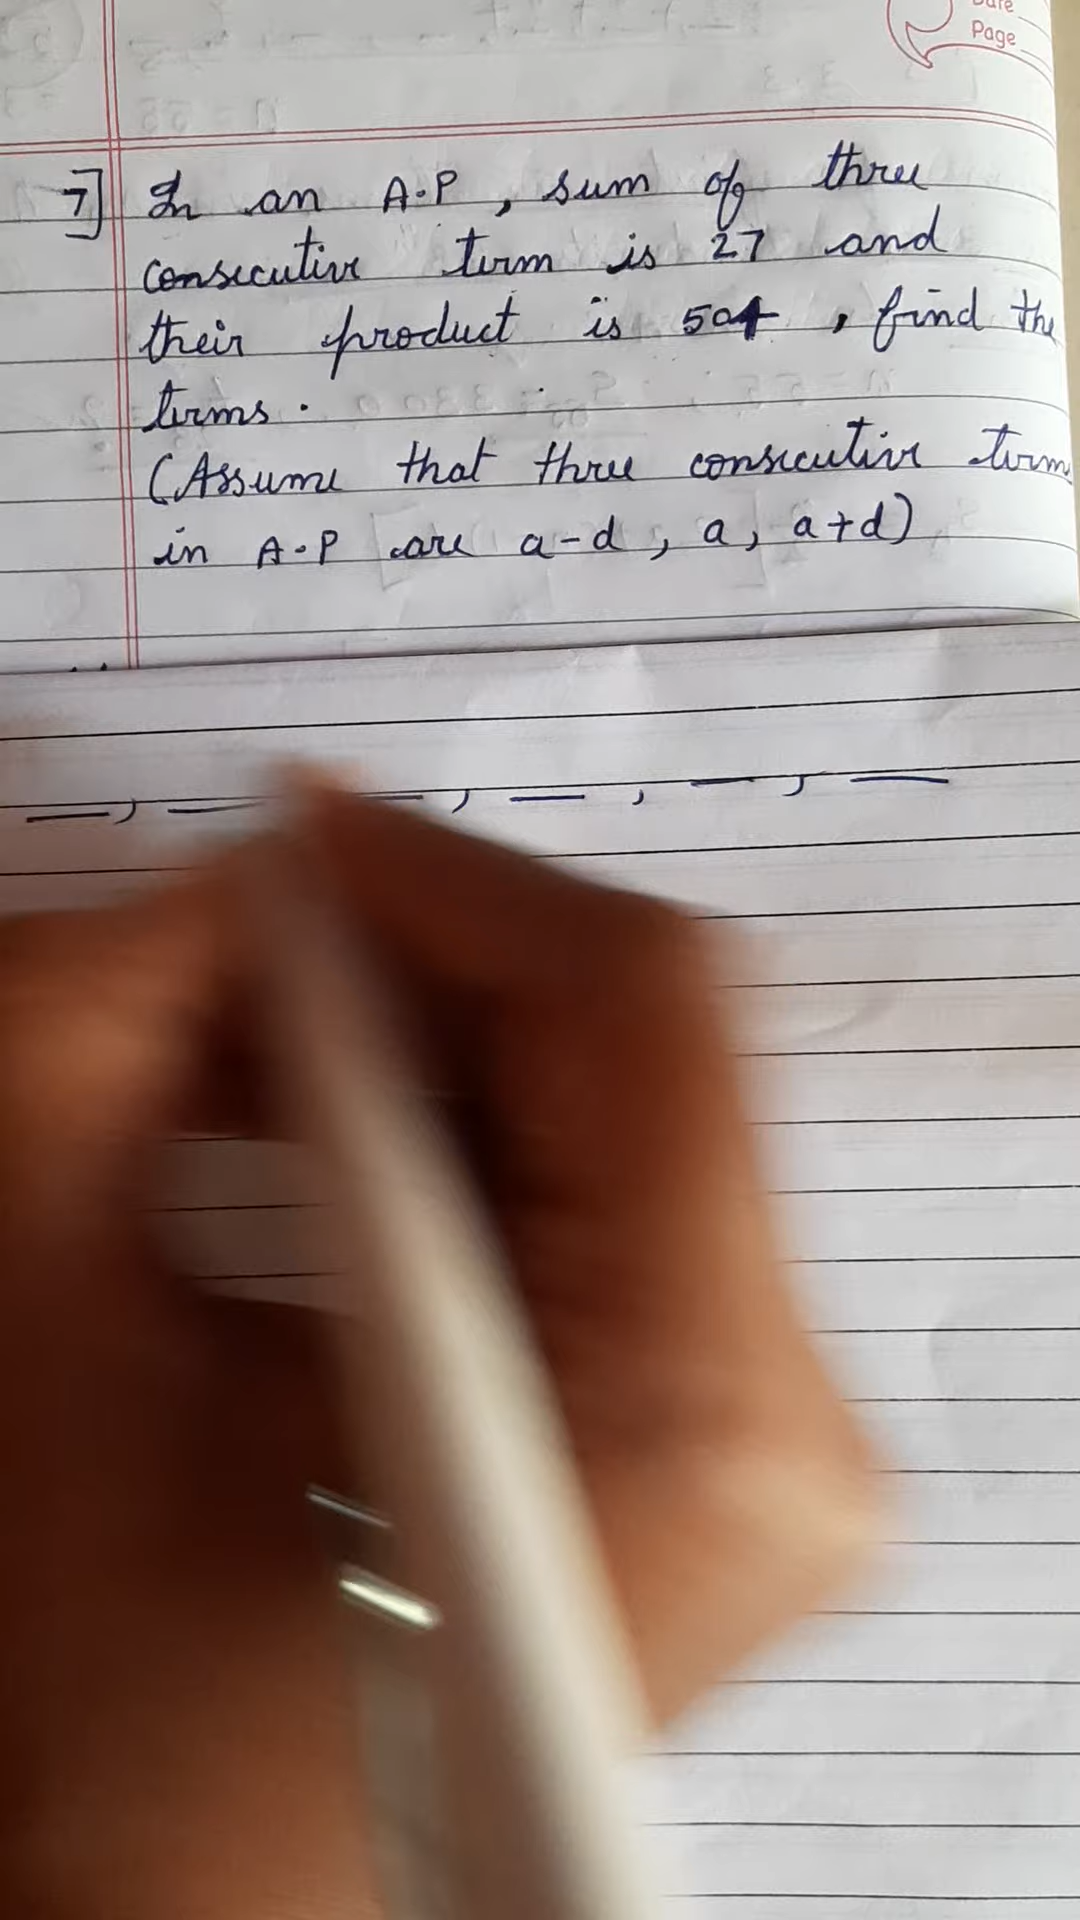 Date
Page
7] In an A.P, sum of three
consecutive term is 27 and
their product is 504, find the
terms.
(Assume that three consecutive term
in A.P are a-d, a, a+d)